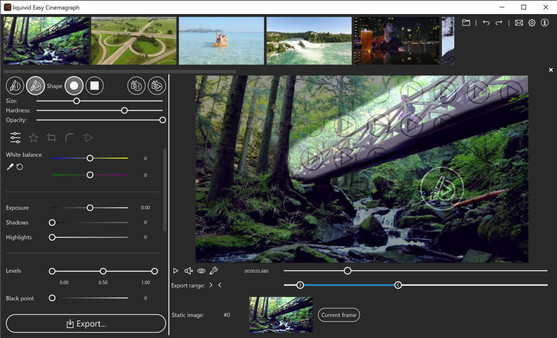 liquivid Easy Cinemagraph
Shape
Size:
Hardness:
Opacity:
White balance
0
0
Exposure
0.00
Shadows
0
Highlights
0
Levels
0.00
0.50
1.00
Black point
0
Export...
00:00:05.680
Export range:
Static image:
#0
Current frame